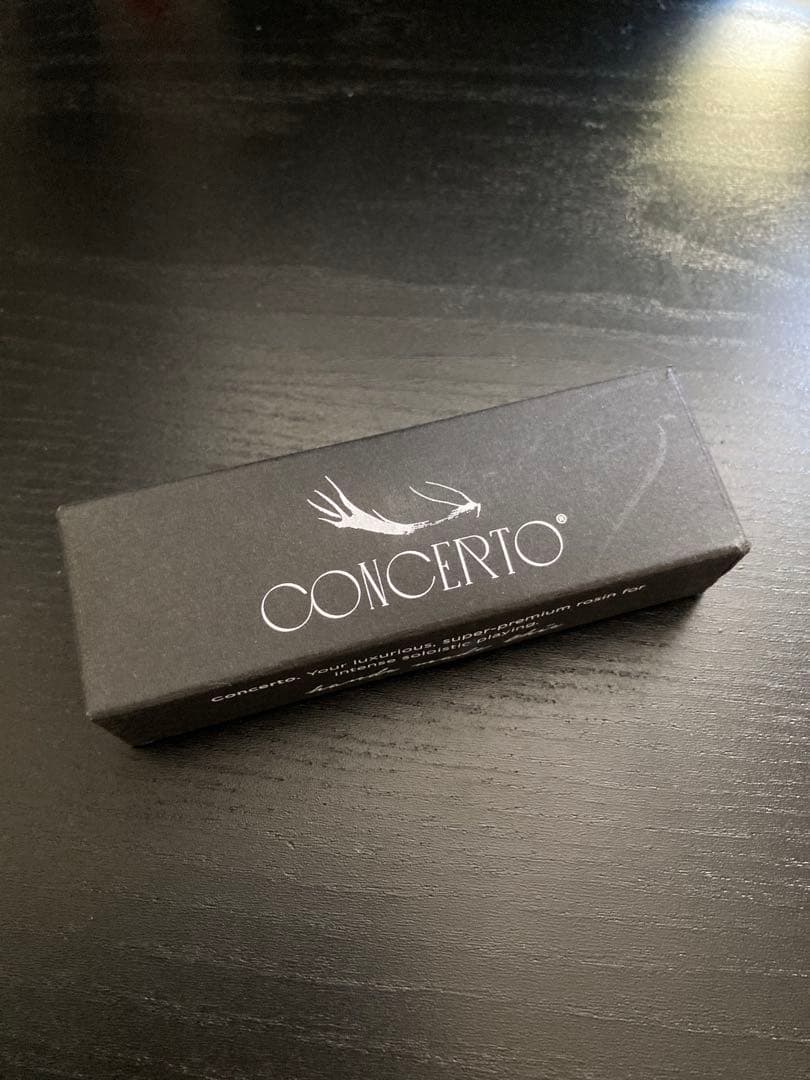 CONCERTO®
Concerto. Your luxurious, super-premium rosin for
intense soloistic playing.